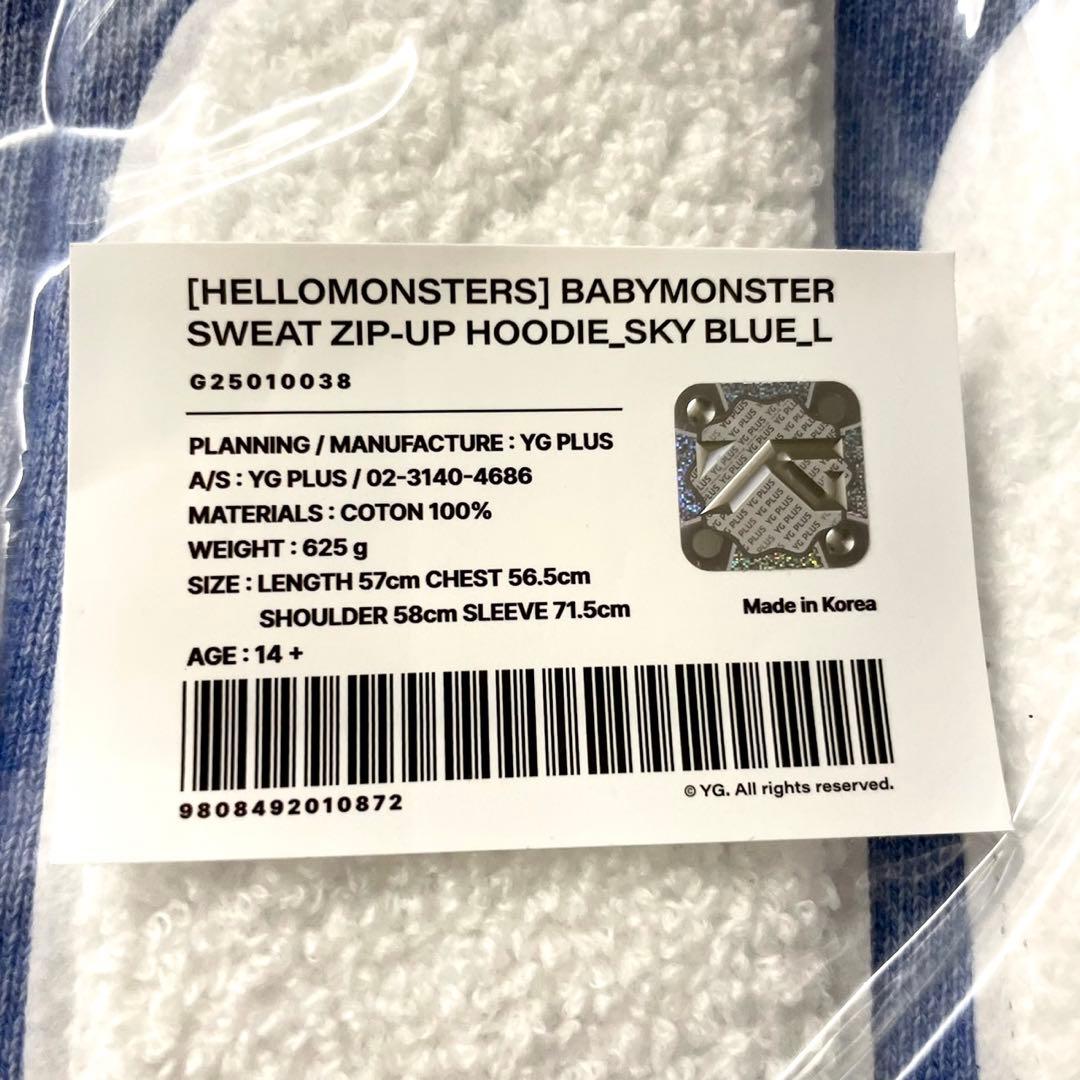 [HELLOMONSTERS] BABYMONSTER
SWEAT ZIP-UP HOODIE_SKY BLUE_L
G25010038
PLANNING / MANUFACTURE : YG PLUS
A/S : YG PLUS / 02-3140-4686
MATERIALS : COTON 100%
WEIGHT : 625 g
SIZE : LENGTH 57cm CHEST 56.5cm
SHOULDER 58cm SLEEVE 71.5cm
AGE : 14 +
YG PLUS
Made in Korea
9808492010872
© YG. All rights reserved.